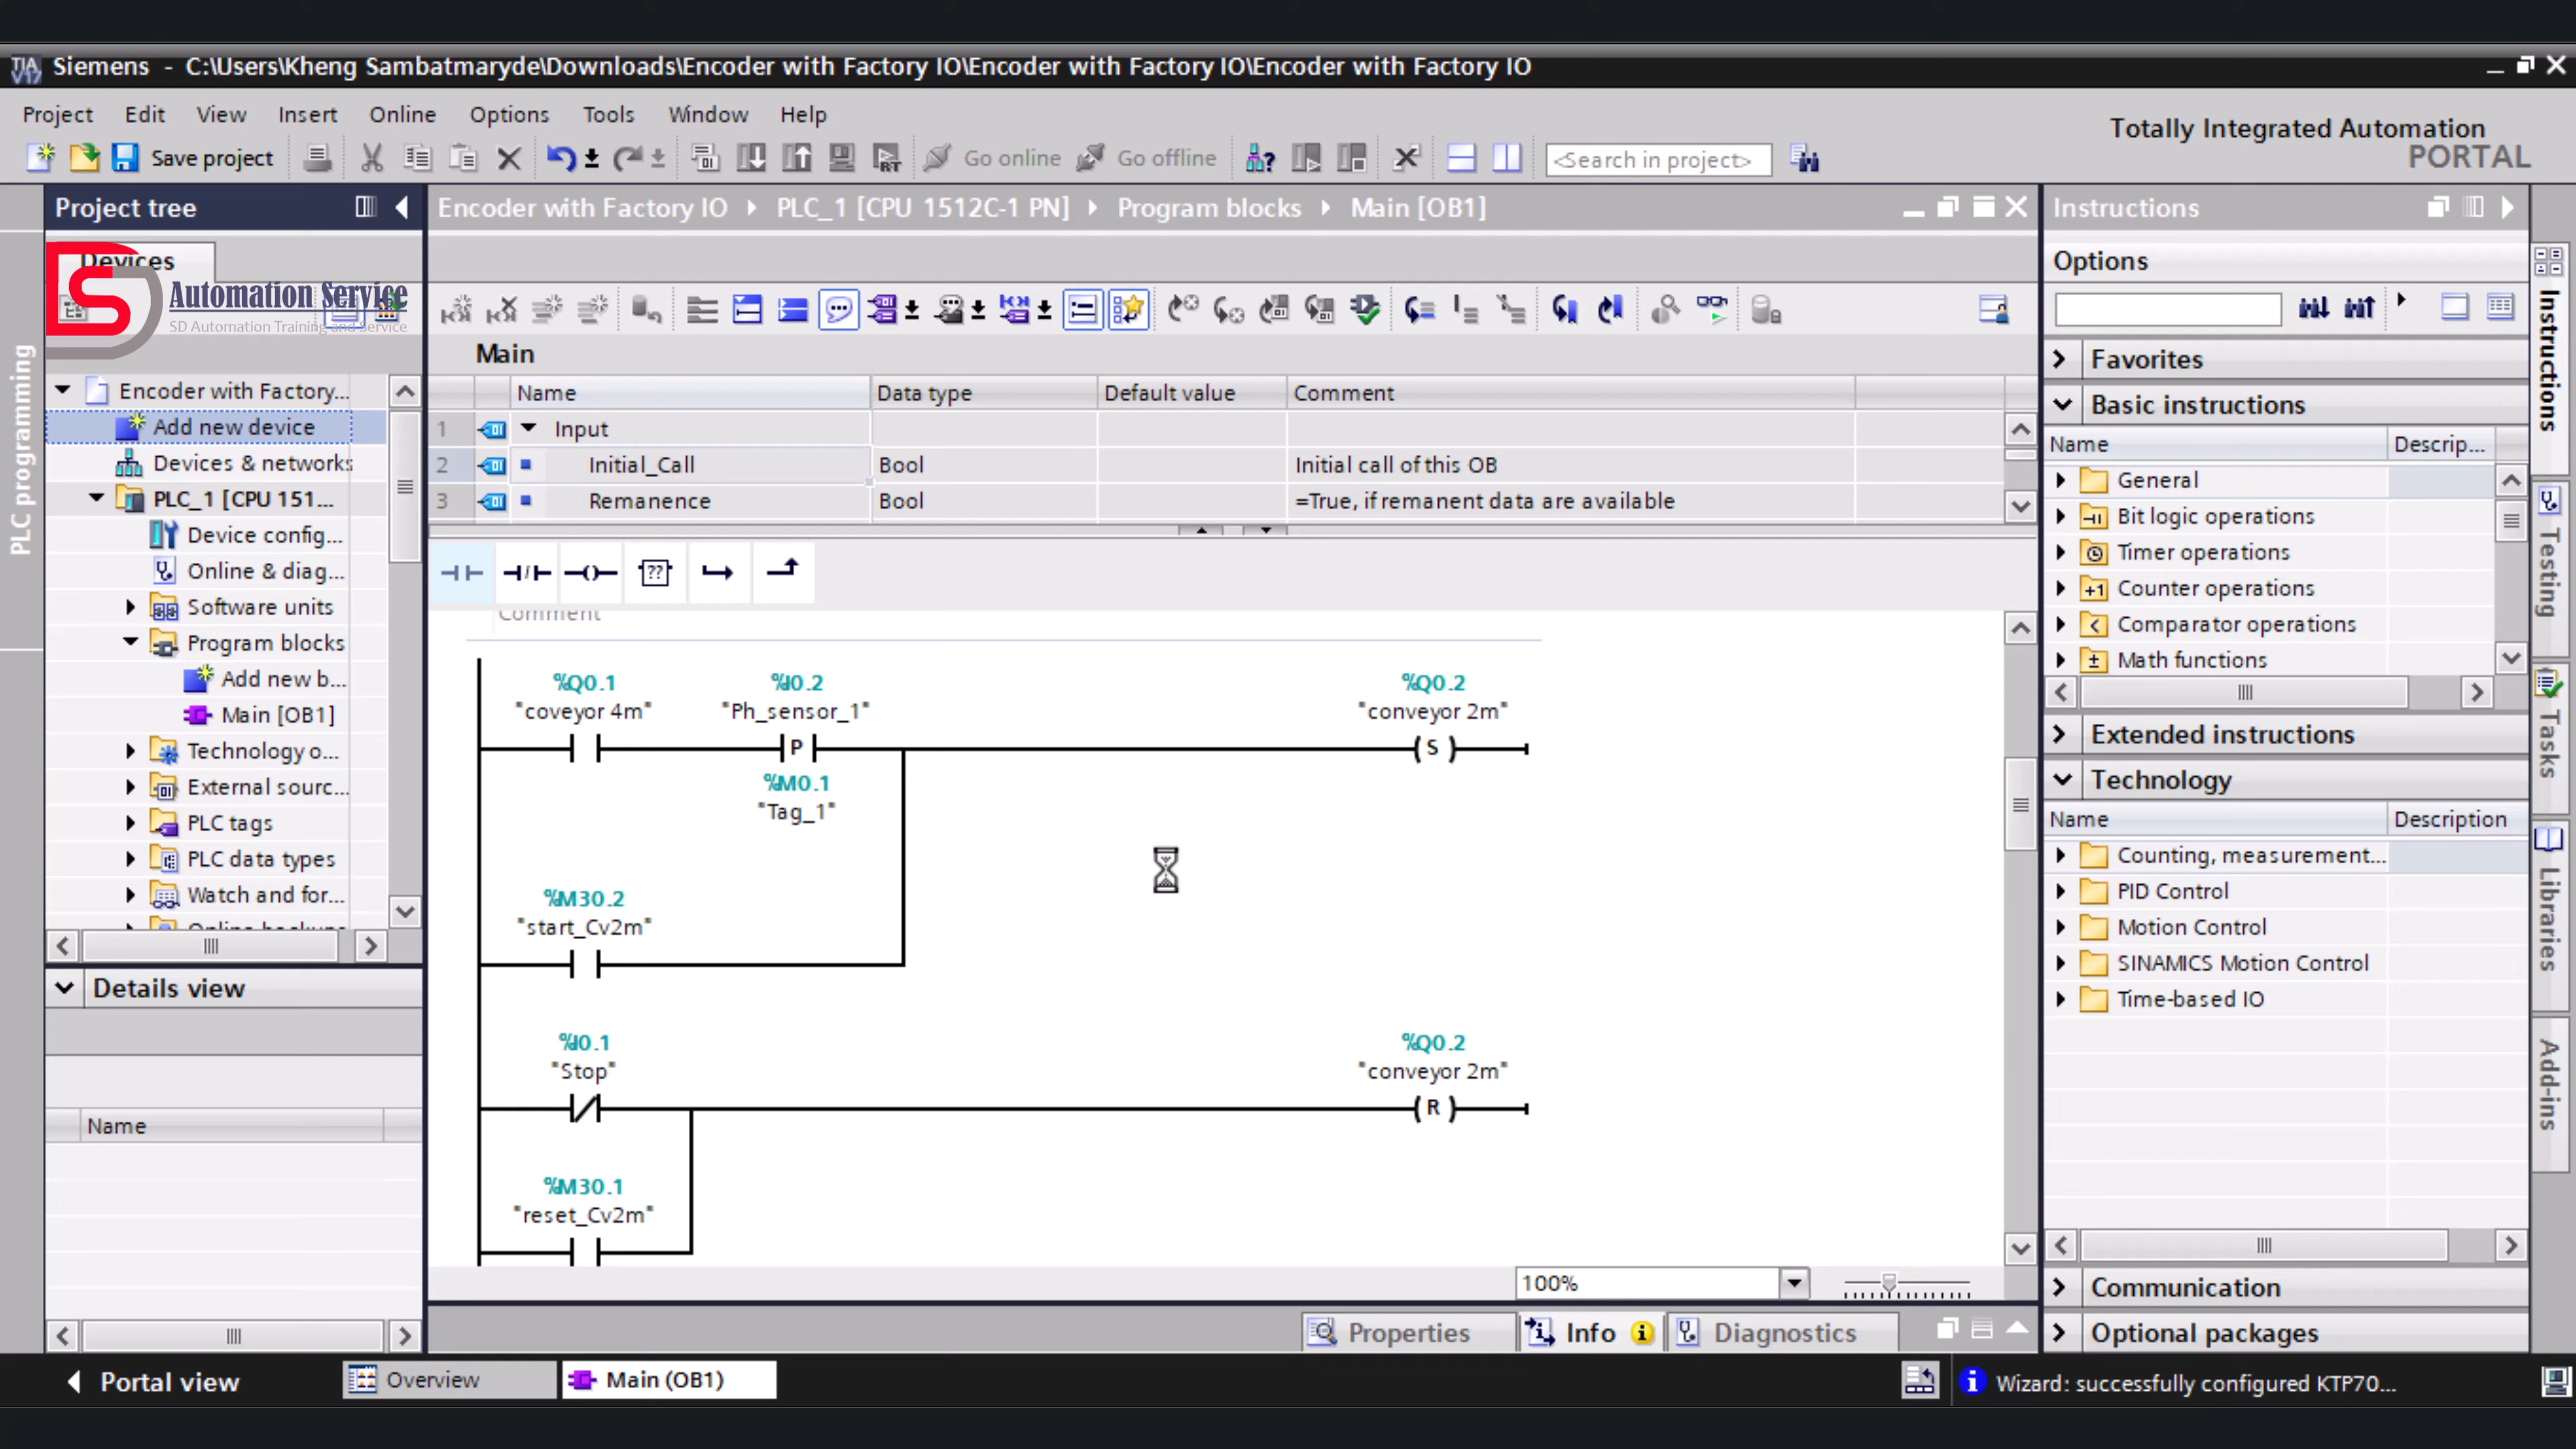 Siemens - C:\Users\Kheng Sambatmaryde\Downloads\Encoder with Factory IO\Encoder with Factory IO\Encoder with Factory IO
Project Edit View Insert Online Options Tools Window Help
Totally Integrated Automation
PORTAL
Save project
Go online
Go offline
<Search in project>
Project tree
Encoder with Factory IO
PLC_1 [CPU 1512C-1 PN]
Program blocks
Main [OB1]
Instructions
Devices
Automation Service
SD Automation Training and Service
Options
PLC programming
Encoder with Factory...
Add new device
Devices & networks
PLC_1 [CPU 151...
Device config...
Online & diag...
Software units
Program blocks
Add new b...
Main [OB1]
Technology o...
External sourc...
PLC tags
PLC data types
Watch and for...
Online backups
Details view
Name
Main
Name Data type Default value Comment
1 Input
2 Initial_Call Bool Initial call of this OB
3 Remanence Bool =True, if remanent data are available
Comment
%Q0.1
"coveyor 4m"
%I0.2
"Ph_sensor_1"
P
%M0.1
"Tag_1"
%Q0.2
"conveyor 2m"
S
%M30.2
"start_Cv2m"
%I0.1
"Stop"
%Q0.2
"conveyor 2m"
R
%M30.1
"reset_Cv2m"
100%
Properties
Info
Diagnostics
Favorites
Basic instructions
Name Descrip...
General
Bit logic operations
Timer operations
Counter operations
Comparator operations
Math functions
Extended instructions
Technology
Name Description
Counting, measurement...
PID Control
Motion Control
SINAMICS Motion Control
Time-based IO
Communication
Optional packages
Instructions
Testing
Tasks
Libraries
Add-ins
Portal view
Overview
Main (OB1)
Wizard: successfully configured KTP70...